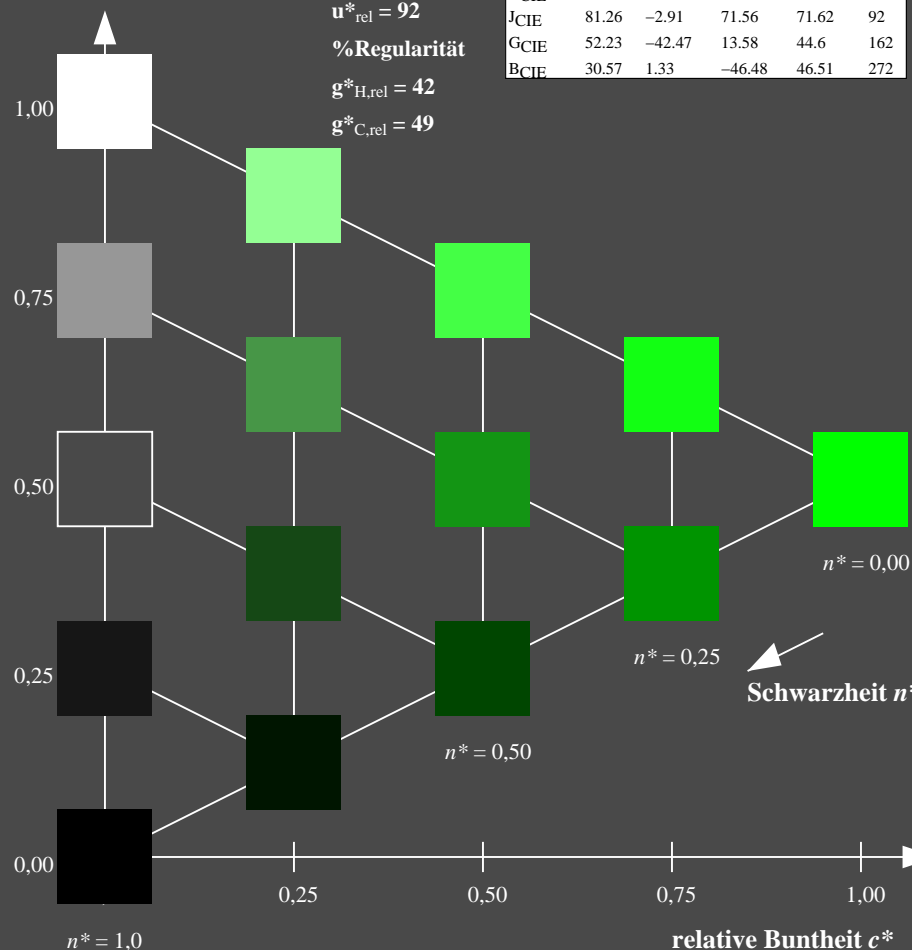 u*rel = 92
%Regularität
g*H,rel = 42
g*C,rel = 49
CIE
JCIE 81.26 −2.91 71.56 71.62 92
GCIE 52.23 −42.47 13.58 44.6 162
BCIE 30.57 1.33 −46.48 46.51 272
1,00
0,75
0,50
0,25
0,00
n* = 0,00
n* = 0,25
Schwarzheit n*
n* = 0,50
0,25 0,50 0,75 1,00
n* = 1,0
relative Buntheit c*